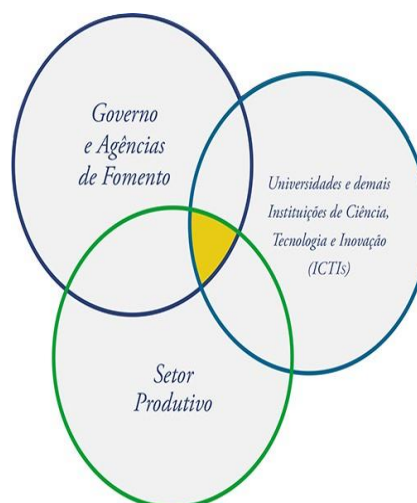 Governo
e Agências
de Fomento
Universidades e demais
Instituições de Ciência,
Tecnologia e Inovação
(ICTIs)
Setor
Produtivo